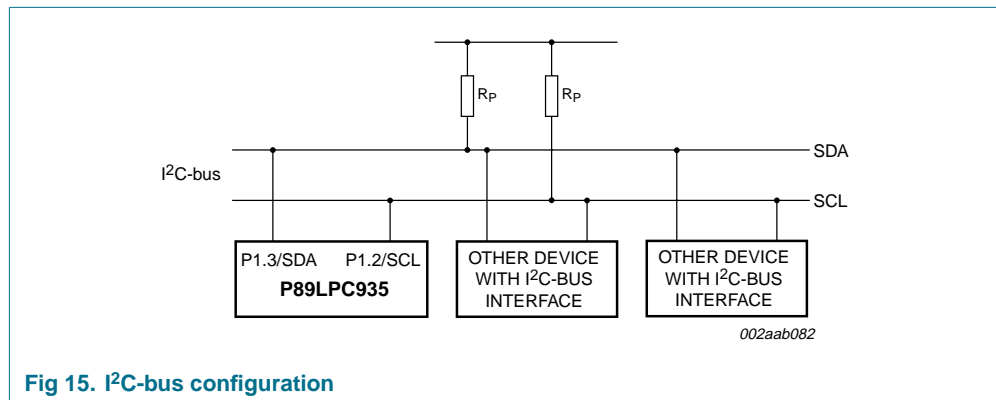 RP RP
SDA
I2C-bus
SCL
P1.3/SDA P1.2/SCL
P89LPC935
OTHER DEVICE
WITH I2C-BUS
INTERFACE
OTHER DEVICE
WITH I2C-BUS
INTERFACE
002aab082
Fig 15. I2C-bus configuration